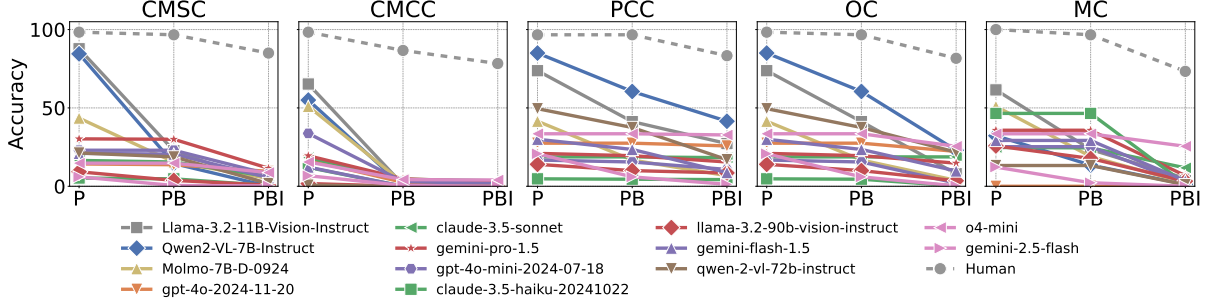 CMSC CMCC PCC OC MC
Accuracy
100
50
0
P PB PBI P PB PBI P PB PBI P PB PBI P PB PBI
Llama-3.2-11B-Vision-Instruct claude-3.5-sonnet llama-3.2-90b-vision-instruct o4-mini
Qwen2-VL-7B-Instruct gemini-pro-1.5 gemini-flash-1.5 gemini-2.5-flash
Molmo-7B-D-0924 gpt-4o-mini-2024-07-18 qwen-2-vl-72b-instruct Human
gpt-4o-2024-11-20 claude-3.5-haiku-20241022